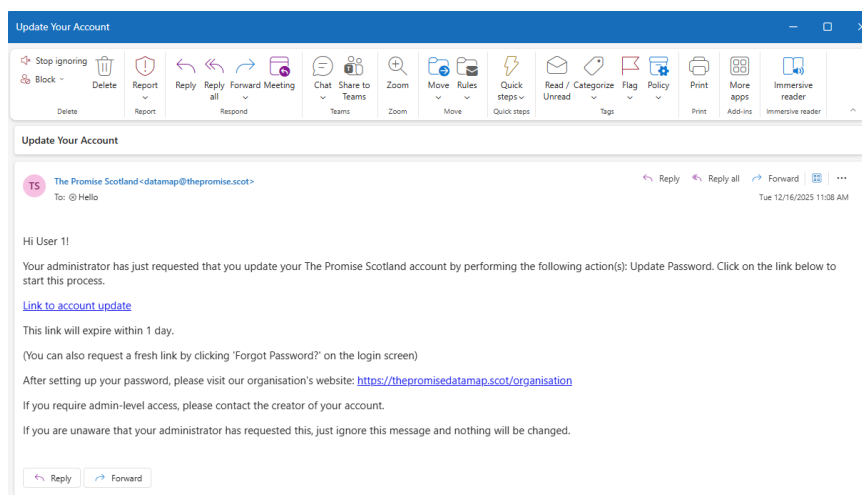 Update Your Account
Stop ignoring
Block
Delete
Report
Reply
Reply all
Forward
Meeting
Chat
Share to Teams
Zoom
Move
Rules
Quick steps
Read / Unread
Categorize
Flag
Policy
Print
More apps
Immersive reader
Delete
Report
Respond
Teams
Zoom
Move
Quick steps
Tags
Print
Add-ins
Immersive reader
Update Your Account
TS
The Promise Scotland<datamap@thepromise.scot>
Reply
Reply all
Forward
To: Hello
Tue 12/16/2025 11:08 AM
Hi User 1!
Your administrator has just requested that you update your The Promise Scotland account by performing the following action(s): Update Password. Click on the link below to
start this process.
Link to account update
This link will expire within 1 day.
(You can also request a fresh link by clicking 'Forgot Password?' on the login screen)
After setting up your password, please visit our organisation's website: https://thepromisedatamap.scot/organisation
If you require admin-level access, please contact the creator of your account.
If you are unaware that your administrator has requested this, just ignore this message and nothing will be changed.
Reply
Forward